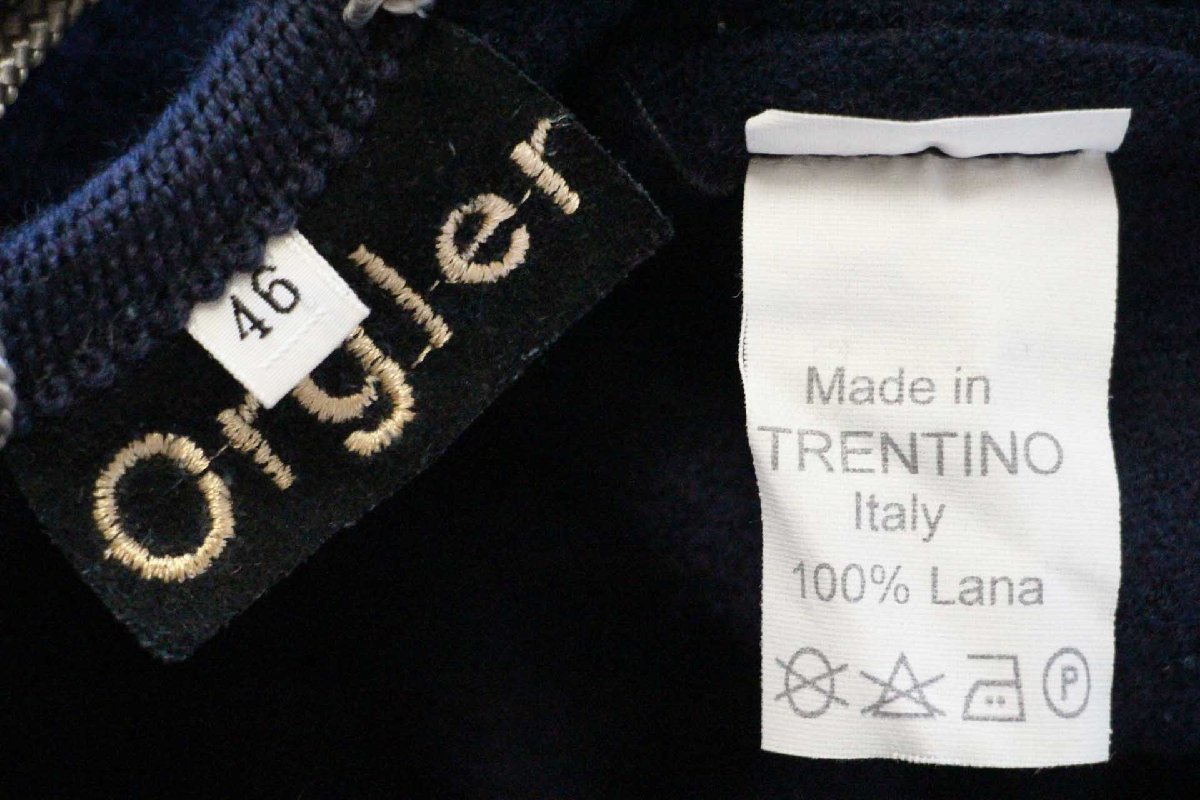 Orgler
46
Made in
TRENTINO
Italy
100% Lana
P